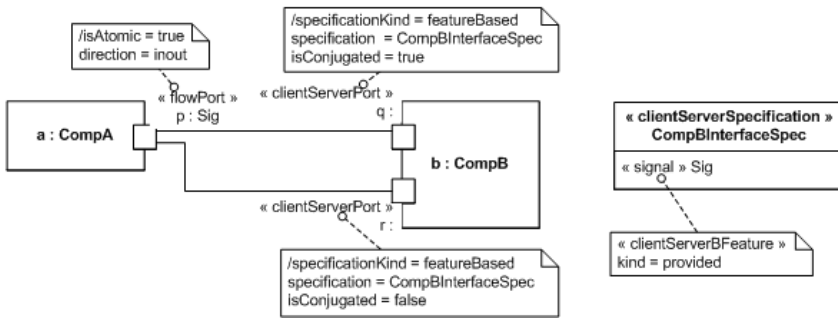 /isAtomic = true
direction = inout
/specificationKind = featureBased
specification = CompBInterfaceSpec
isConjugated = true
« flowPort »
p : Sig
« clientServerPort »
q :
a : CompA
b : CompB
« clientServerPort »
r :
/specificationKind = featureBased
specification = CompBInterfaceSpec
isConjugated = false
« clientServerSpecification »
CompBInterfaceSpec
« signal » Sig
« clientServerBFeature »
kind = provided